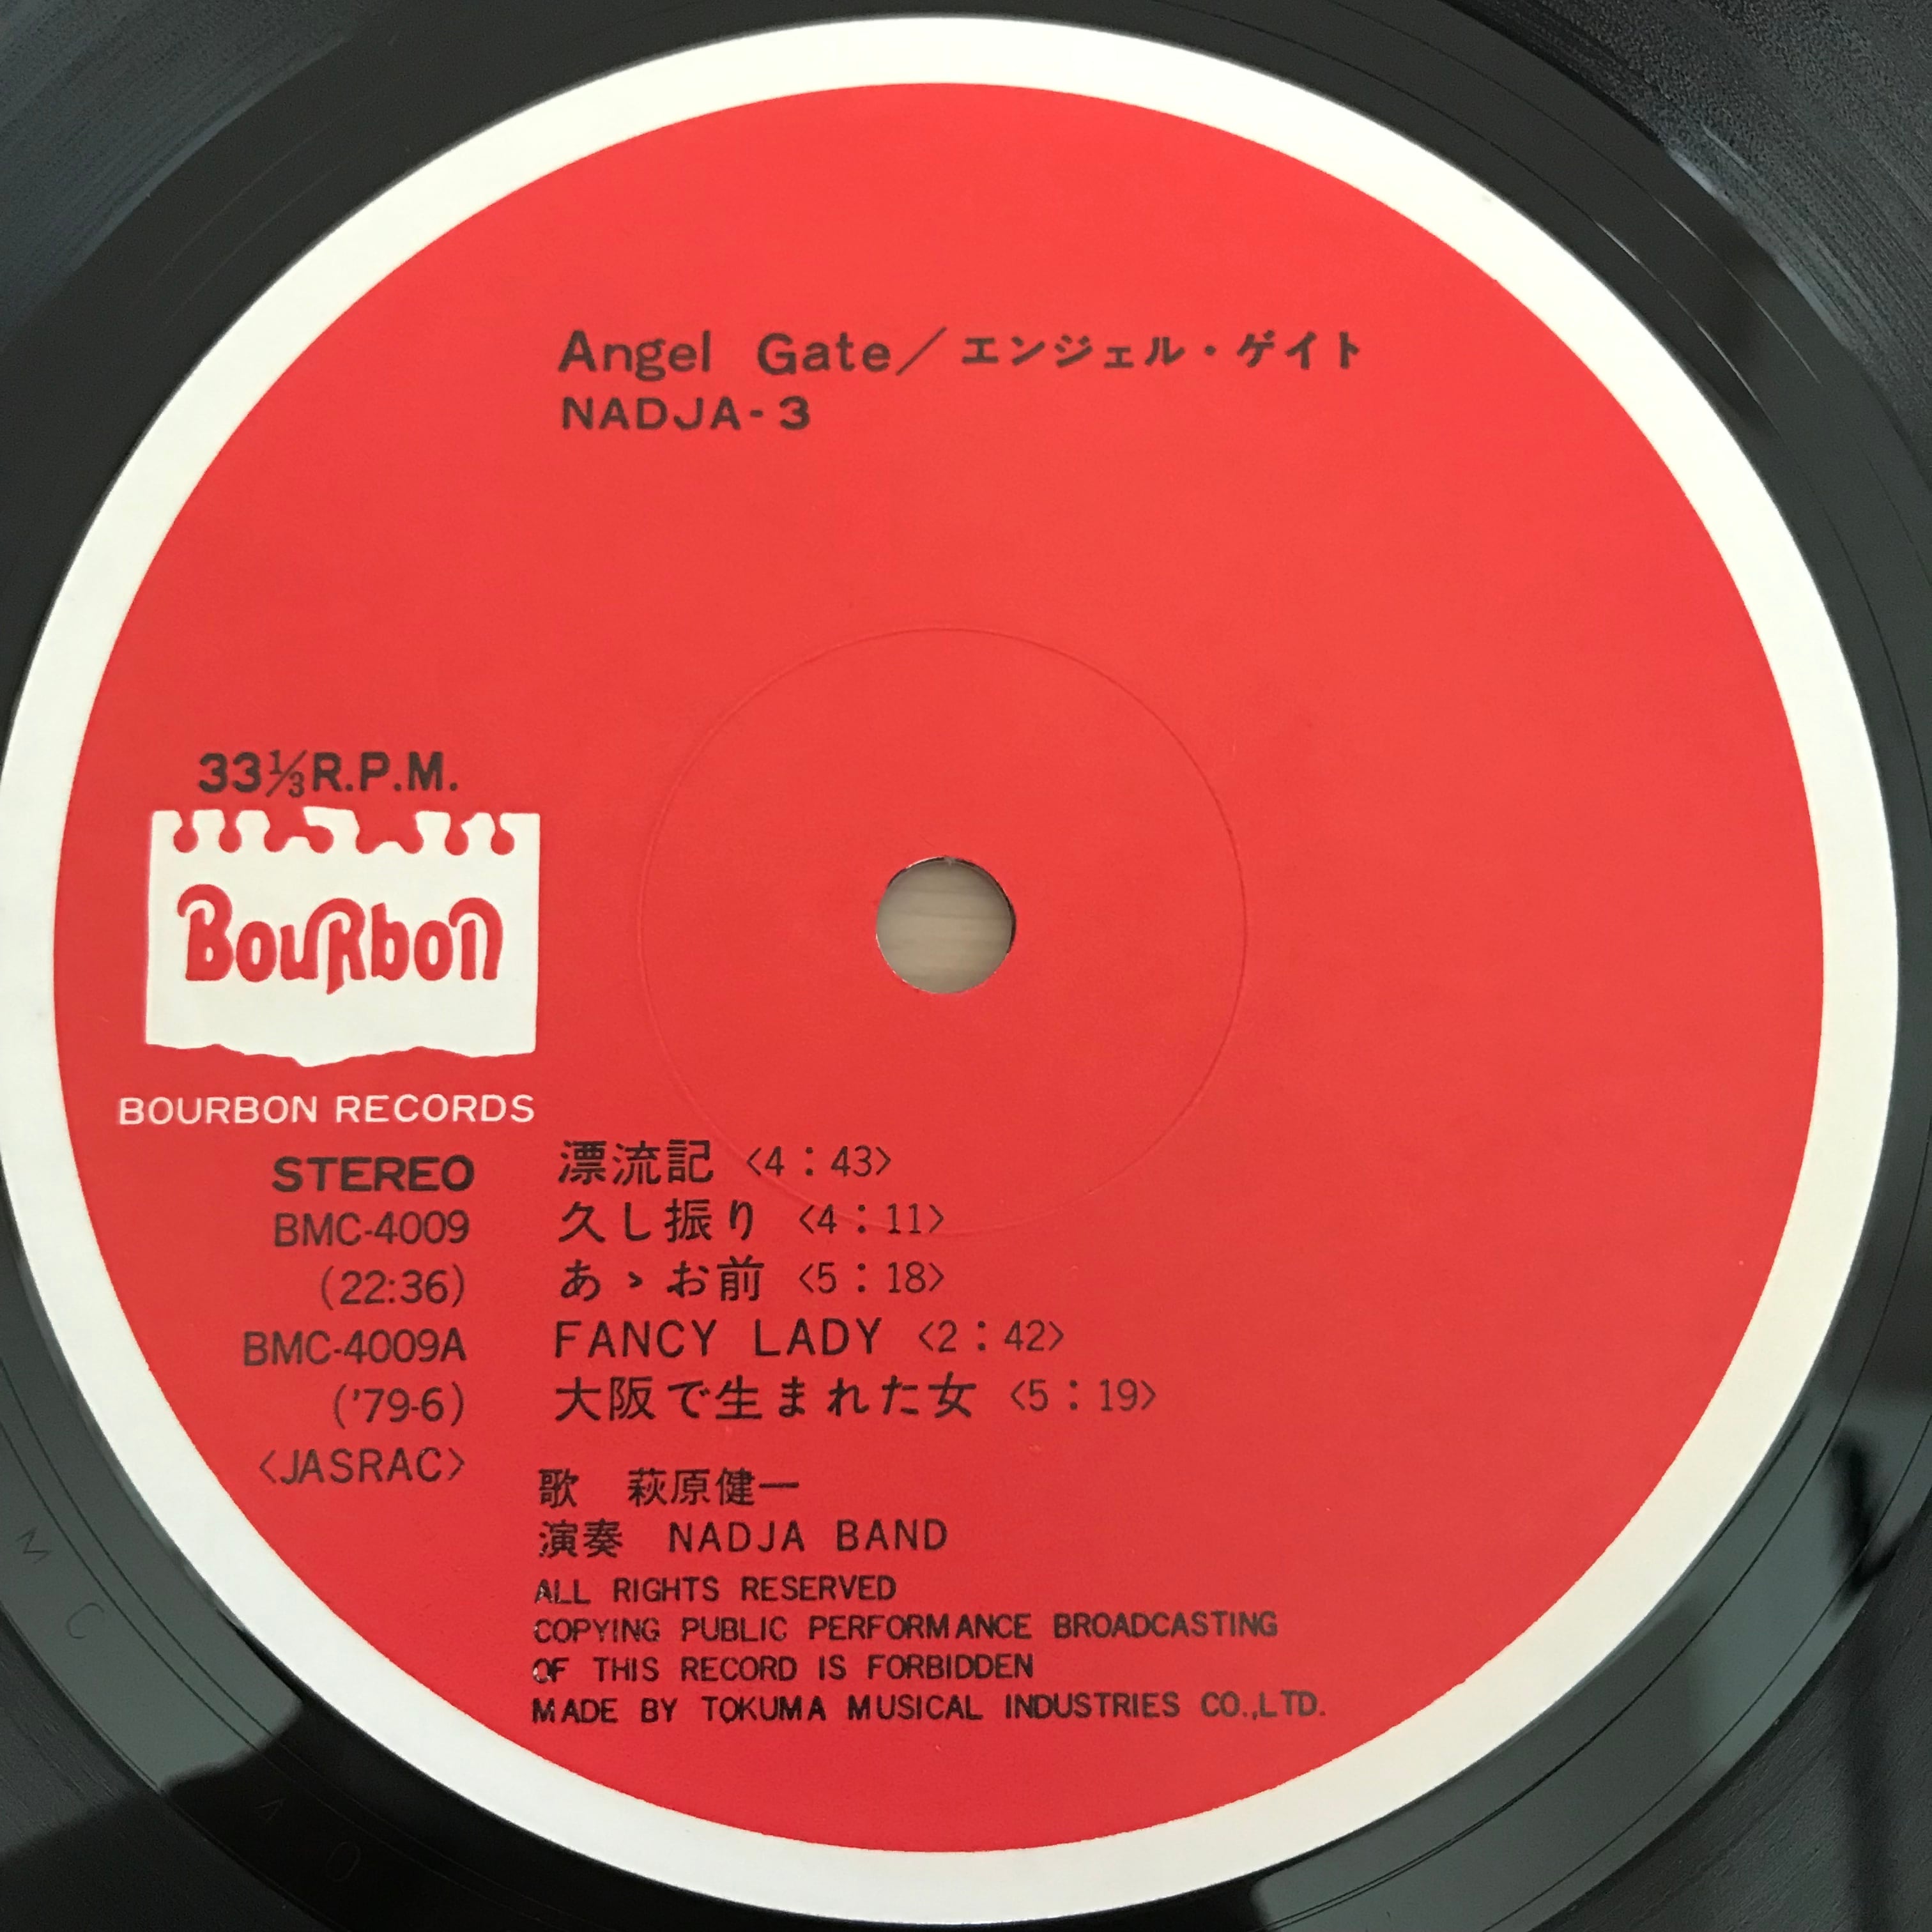 Angel Gate／エンジェル・ゲイト
NADJA-3
33⅓R.P.M.
BouRbon
BOURBON RECORDS
STEREO
BMC-4009
(22:36)
BMC-4009A
('79-6)
<JASRAC>
漂流記 <4：43>
久し振り <4：11>
あゝお前 <5：18>
FANCY LADY <2：42>
大阪で生まれた女 <5：19>
歌 萩原健一
演奏 NADJA BAND
ALL RIGHTS RESERVED
COPYING PUBLIC PERFORMANCE BROADCASTING
OF THIS RECORD IS FORBIDDEN
MADE BY TOKUMA MUSICAL INDUSTRIES CO.,LTD.